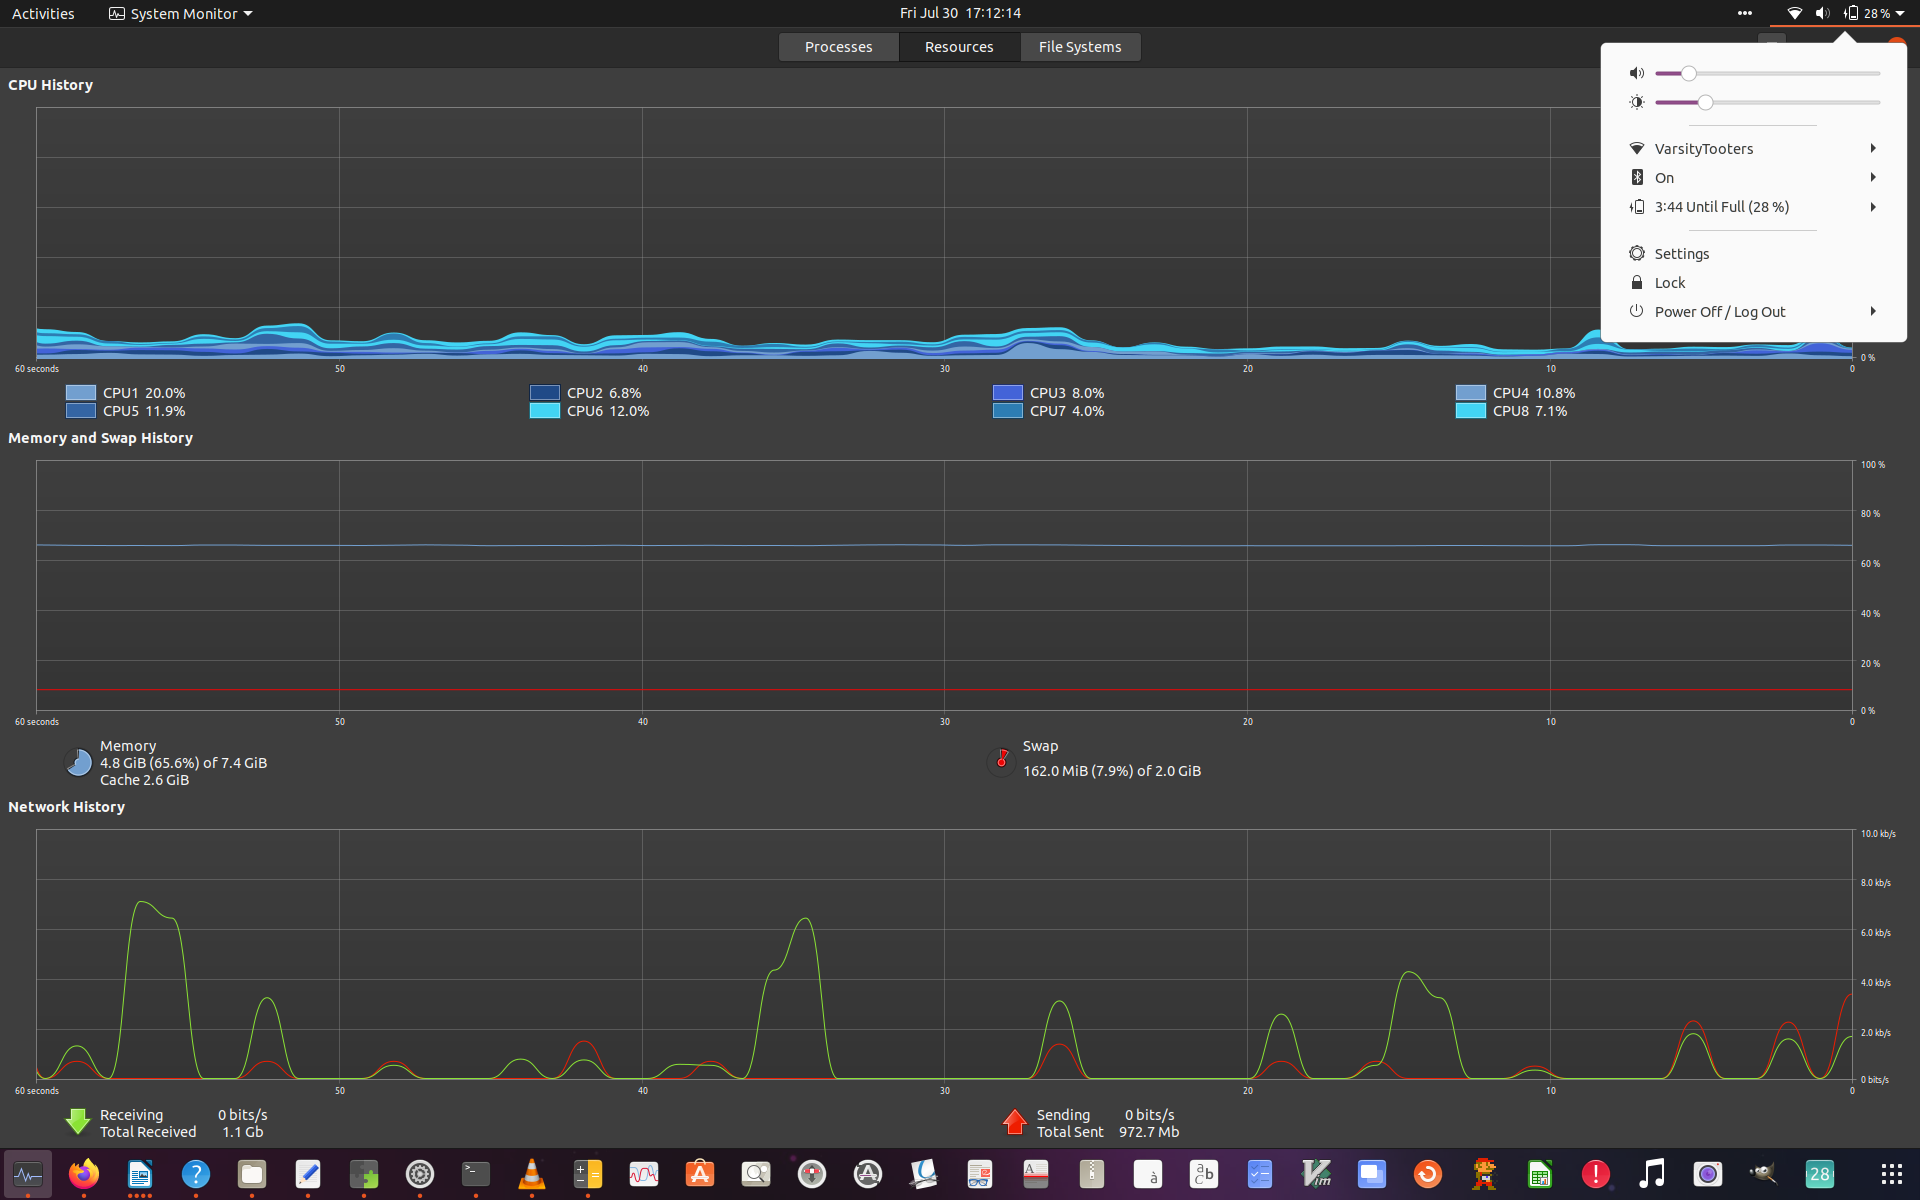 Activities System Monitor Fri Jul 30 17:12:14 28 %
Processes Resources File Systems
CPU History
VarsityTooters
On
3:44 Until Full (28 %)
Settings
Lock
Power Off / Log Out
0 %
60 seconds 50 40 30 20 10 0
CPU1 20.0% CPU2 6.8% CPU3 8.0% CPU4 10.8%
CPU5 11.9% CPU6 12.0% CPU7 4.0% CPU8 7.1%
Memory and Swap History
100 %
80 %
60 %
40 %
20 %
0 %
60 seconds 50 40 30 20 10 0
Memory
4.8 GiB (65.6%) of 7.4 GiB
Cache 2.6 GiB
Swap
162.0 MiB (7.9%) of 2.0 GiB
Network History
10.0 kb/s
8.0 kb/s
6.0 kb/s
4.0 kb/s
2.0 kb/s
0 bits/s
60 seconds 50 40 30 20 10 0
Receiving 0 bits/s Sending 0 bits/s
Total Received 1.1 Gb Total Sent 972.7 Mb
? >_ A A à a b c Vim ! 28